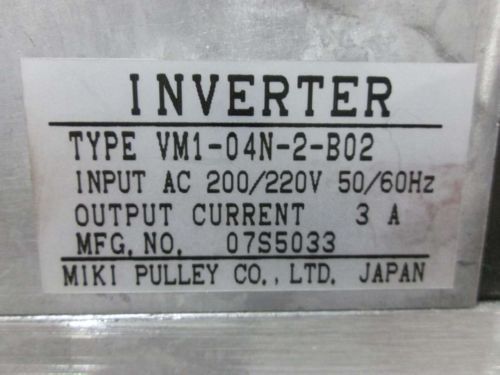 INVERTER
TYPE VM1-04N-2-B02
INPUT AC 200/220V 50/60Hz
OUTPUT CURRENT 3 A
MFG. NO. 07S5033
MIKI PULLEY CO., LTD. JAPAN